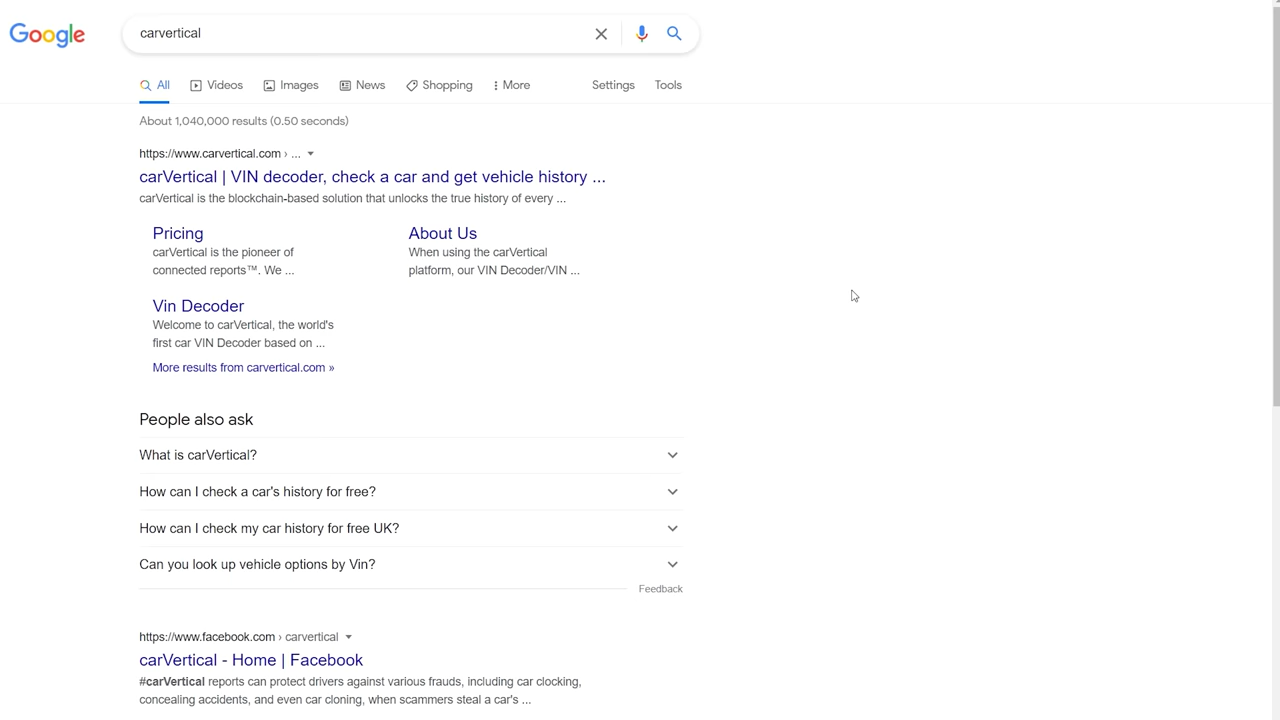 Google
carvertical
All Videos Images News Shopping More Settings Tools
About 1,040,000 results (0.50 seconds)
https://www.carvertical.com › ...
carVertical | VIN decoder, check a car and get vehicle history ...
carVertical is the blockchain-based solution that unlocks the true history of every ...
Pricing
carVertical is the pioneer of
connected reports™. We ...
About Us
When using the carVertical
platform, our VIN Decoder/VIN ...
Vin Decoder
Welcome to carVertical, the world's
first car VIN Decoder based on ...
More results from carvertical.com »
People also ask
What is carVertical?
How can I check a car's history for free?
How can I check my car history for free UK?
Can you look up vehicle options by Vin?
Feedback
https://www.facebook.com › carvertical
carVertical - Home | Facebook
#carVertical reports can protect drivers against various frauds, including car clocking,
concealing accidents, and even car cloning, when scammers steal a car's ...